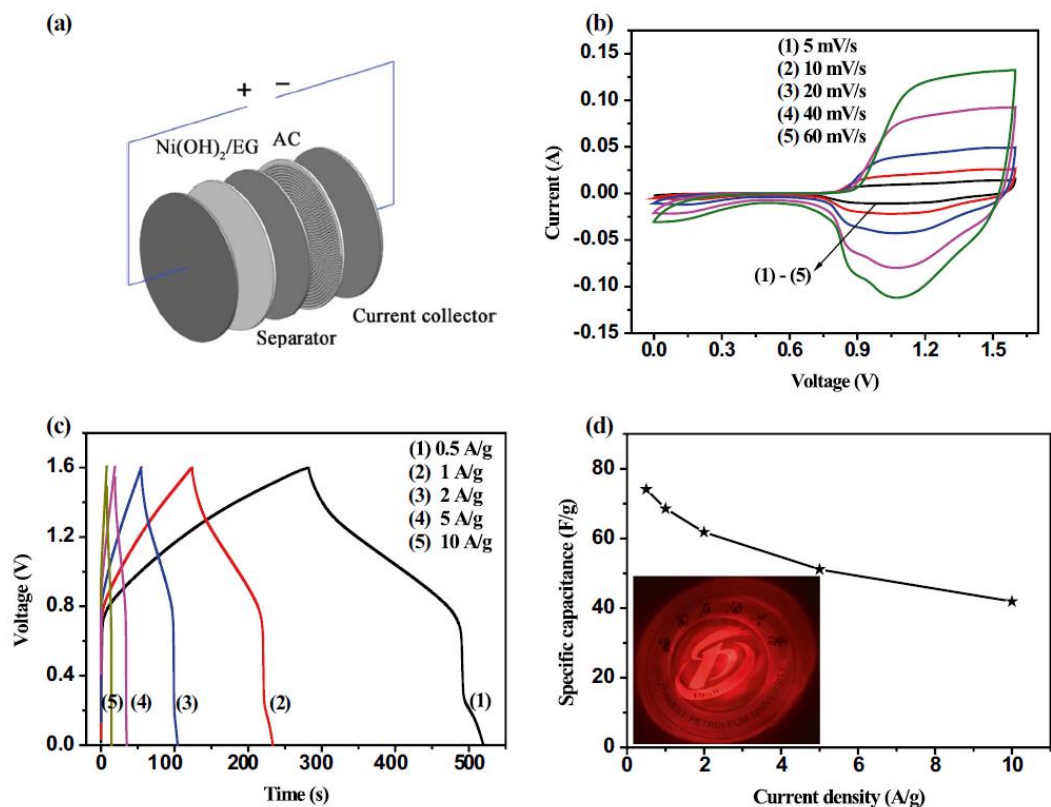 (a)
+ −
Ni(OH)2/EG
AC
Separator
Current collector
(b)
(1) 5 mV/s
(2) 10 mV/s
(3) 20 mV/s
(4) 40 mV/s
(5) 60 mV/s
(1) - (5)
0.15
0.10
0.05
0.00
-0.05
-0.10
-0.15
Current (A)
0.0 0.3 0.6 0.9 1.2 1.5
Voltage (V)
(c)
(1) 0.5 A/g
(2) 1 A/g
(3) 2 A/g
(4) 5 A/g
(5) 10 A/g
1.6
1.2
0.8
0.4
0.0
Voltage (V)
(5) (4) (3) (2) (1)
0 100 200 300 400 500
Time (s)
(d)
80
60
40
20
0
Specific capacitance (F/g)
1958
SOUTHWEST PETROLEUM UNIVERSITY
0 2 4 6 8 10
Current density (A/g)